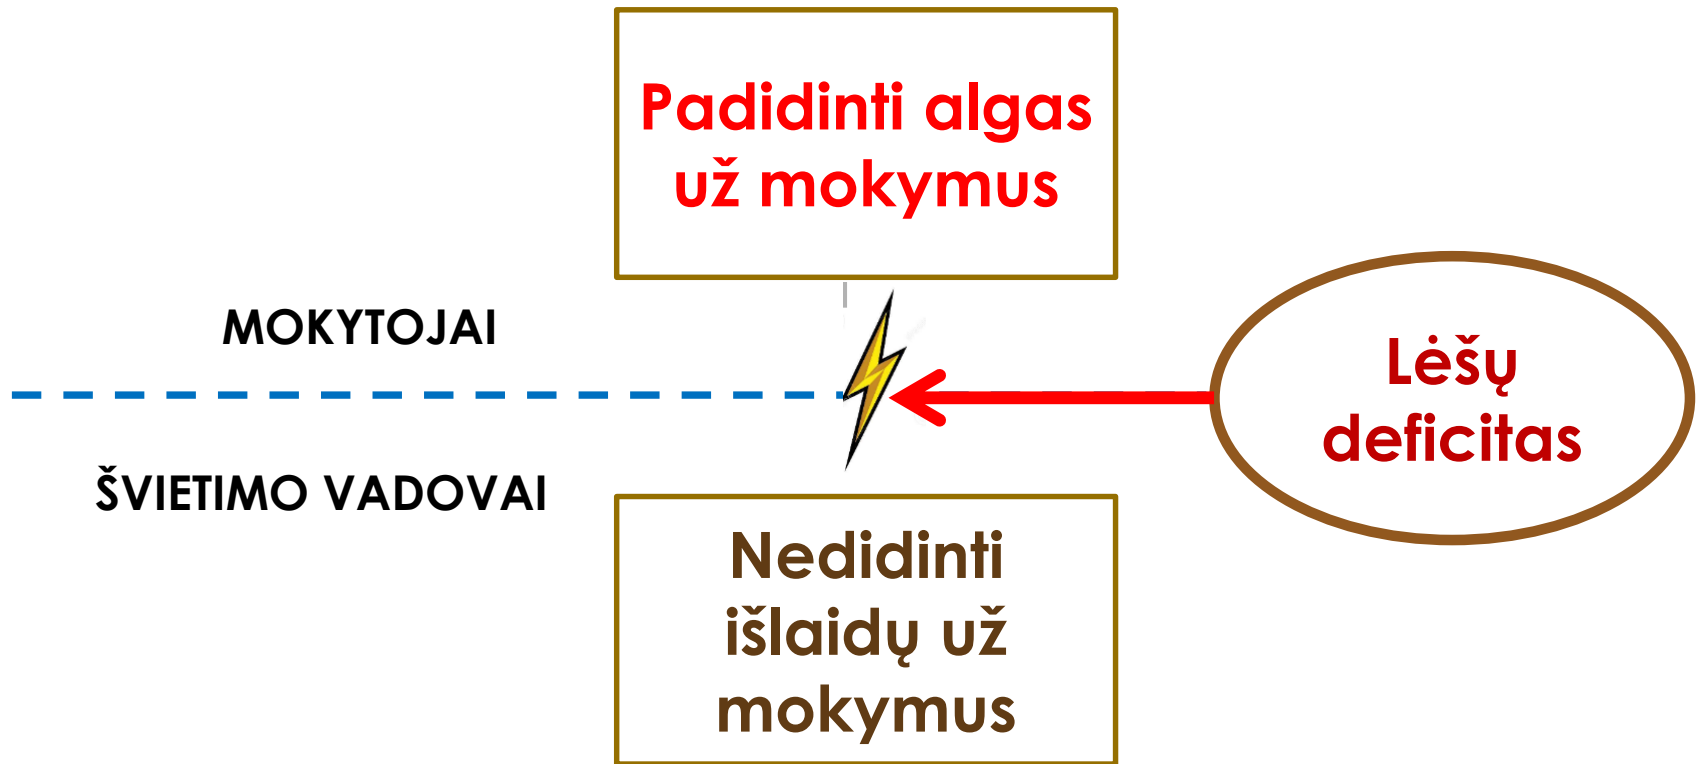 Padidinti algas
už mokymus
MOKYTOJAI
Lėšų
deficitas
ŠVIETIMO VADOVAI
Nedidinti
išlaidų už
mokymus